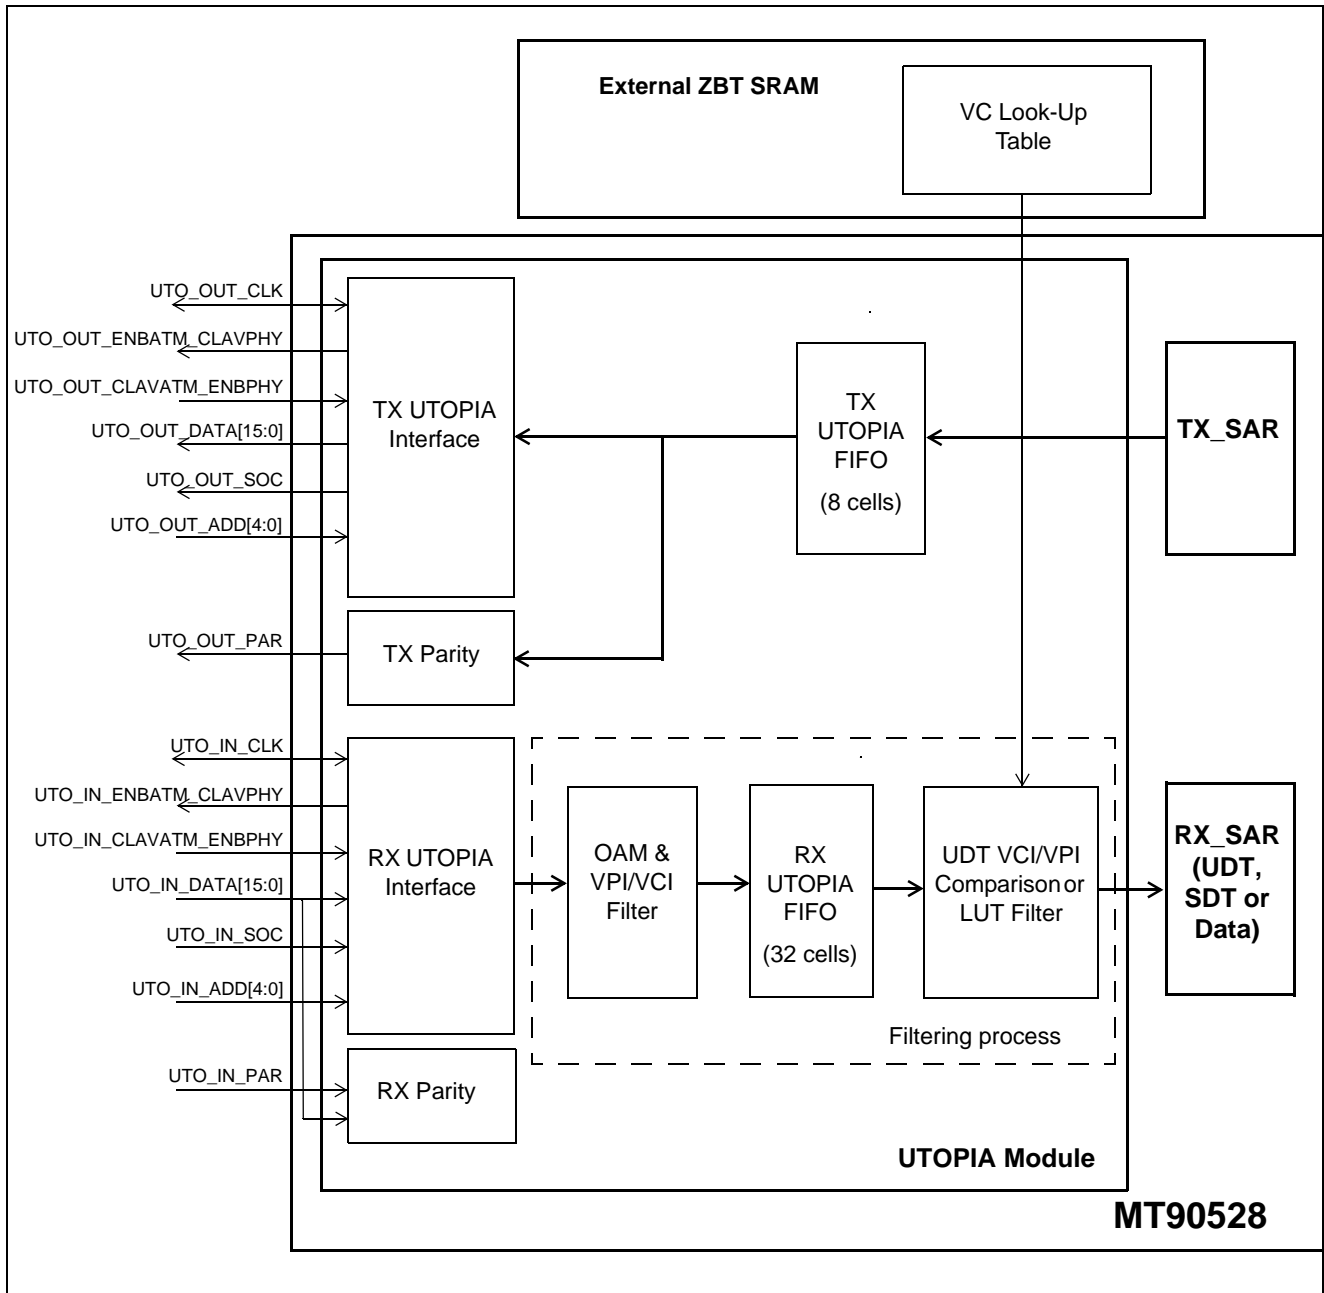 External ZBT SRAM
VC Look-Up
Table
UTO_OUT_CLK
UTO_OUT_ENBATM_CLAVPHY
UTO_OUT_CLAVATM_ENBPHY
UTO_OUT_DATA[15:0]
UTO_OUT_SOC
UTO_OUT_ADD[4:0]
TX UTOPIA
Interface
TX
UTOPIA
FIFO
(8 cells)
TX_SAR
UTO_OUT_PAR
TX Parity
UTO_IN_CLK
UTO_IN_ENBATM_CLAVPHY
UTO_IN_CLAVATM_ENBPHY
UTO_IN_DATA[15:0]
UTO_IN_SOC
UTO_IN_ADD[4:0]
RX UTOPIA
Interface
OAM &
VPI/VCI
Filter
RX
UTOPIA
FIFO
(32 cells)
UDT VCI/VPI
Comparison or
LUT Filter
RX_SAR
(UDT,
SDT or
Data)
Filtering process
UTO_IN_PAR
RX Parity
UTOPIA Module
MT90528